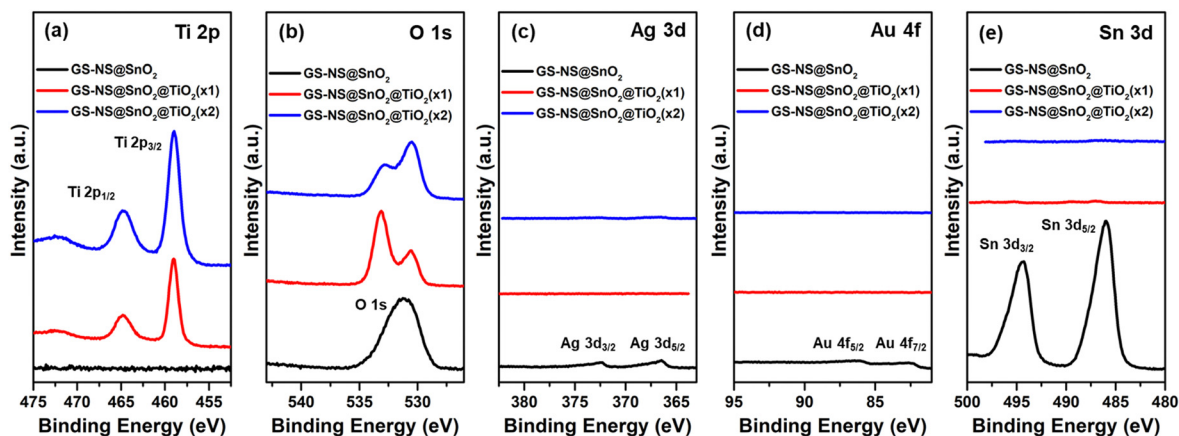 (a) Ti 2p
GS-NS@SnO₂
GS-NS@SnO₂@TiO₂(x1)
GS-NS@SnO₂@TiO₂(x2)
Ti 2p₃/₂
Ti 2p₁/₂
Intensity (a.u.)
475 470 465 460 455
Binding Energy (eV)
(b) O 1s
GS-NS@SnO₂
GS-NS@SnO₂@TiO₂(x1)
GS-NS@SnO₂@TiO₂(x2)
O 1s
Intensity (a.u.)
540 530
Binding Energy (eV)
(c) Ag 3d
GS-NS@SnO₂
GS-NS@SnO₂@TiO₂(x1)
GS-NS@SnO₂@TiO₂(x2)
Ag 3d₃/₂ Ag 3d₅/₂
Intensity (a.u.)
380 375 370 365
Binding Energy (eV)
(d) Au 4f
GS-NS@SnO₂
GS-NS@SnO₂@TiO₂(x1)
GS-NS@SnO₂@TiO₂(x2)
Au 4f₅/₂ Au 4f₇/₂
Intensity (a.u.)
95 90 85
Binding Energy (eV)
(e) Sn 3d
GS-NS@SnO₂
GS-NS@SnO₂@TiO₂(x1)
GS-NS@SnO₂@TiO₂(x2)
Sn 3d₅/₂
Sn 3d₃/₂
Intensity (a.u.)
500 495 490 485 480
Binding Energy (eV)